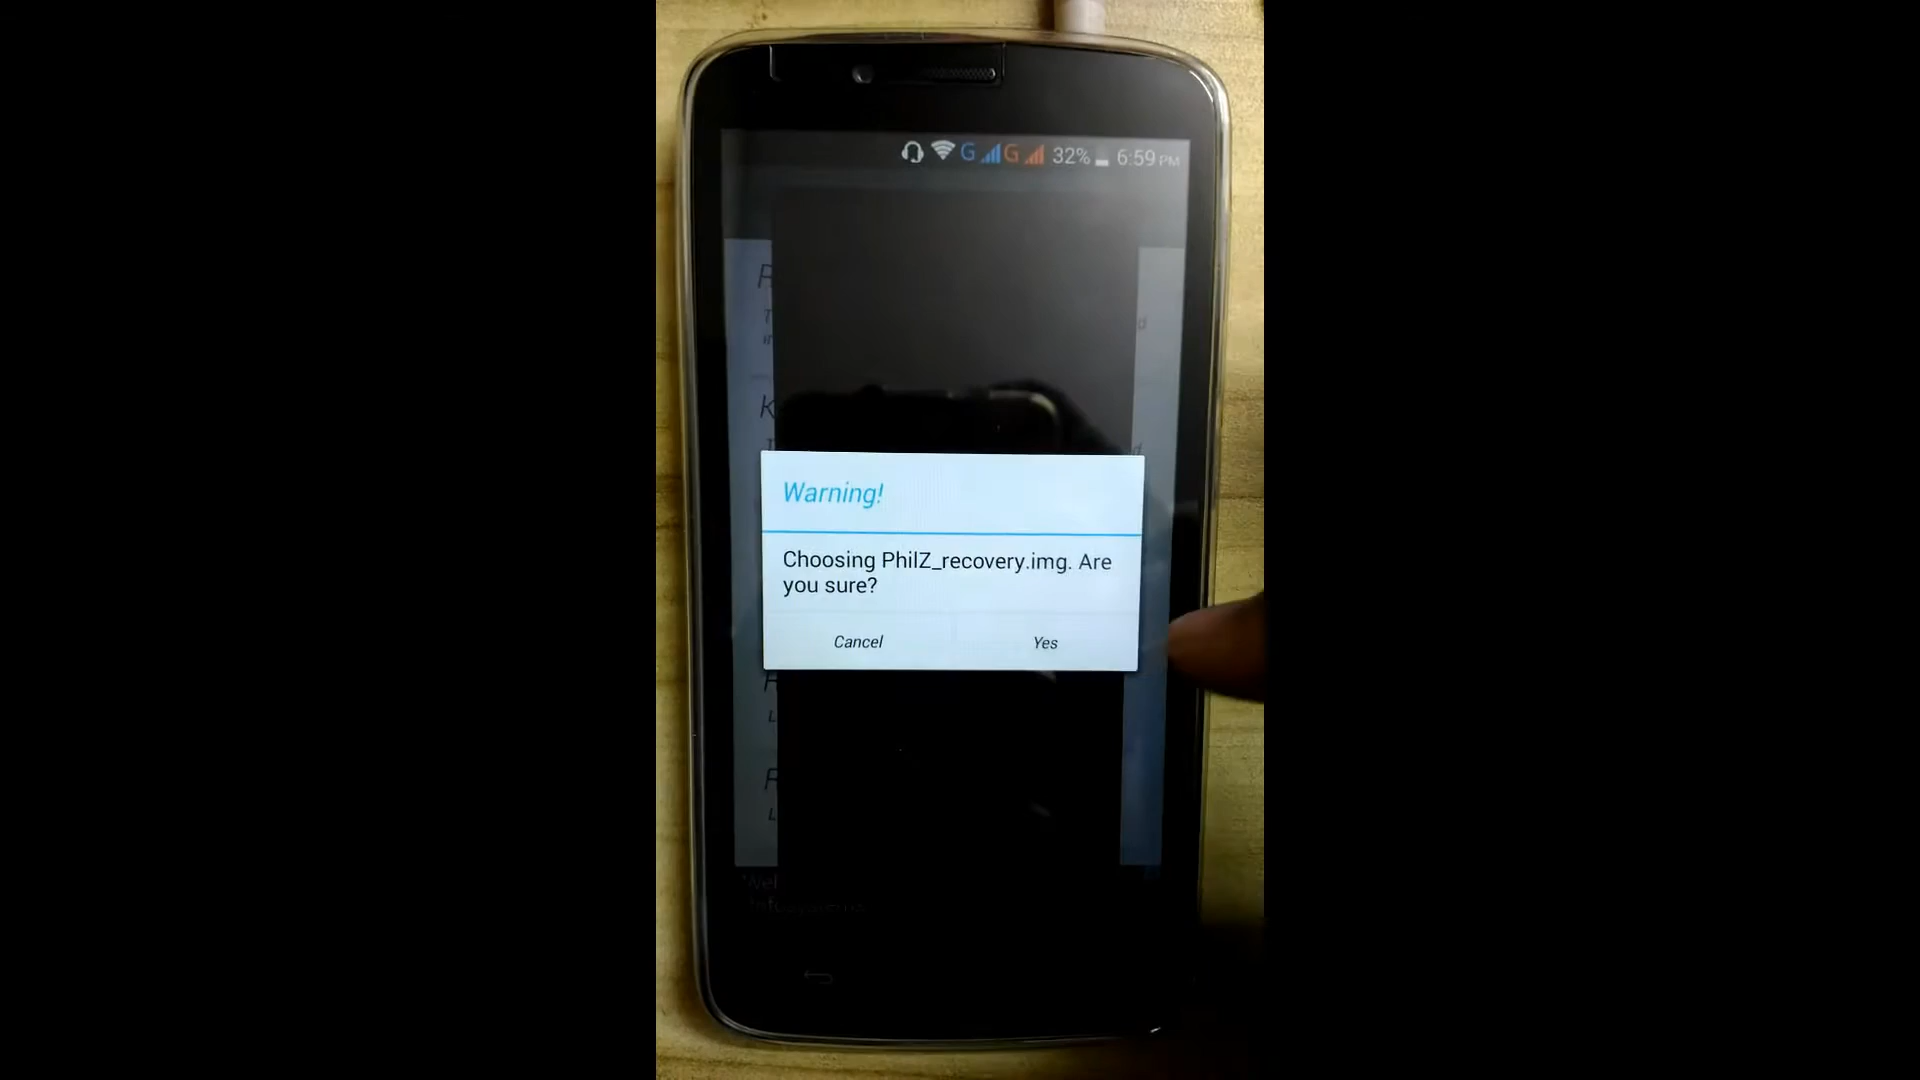 G G 32% 6:59 PM
Warning!
Choosing PhilZ_recovery.img. Are
you sure?
Cancel Yes